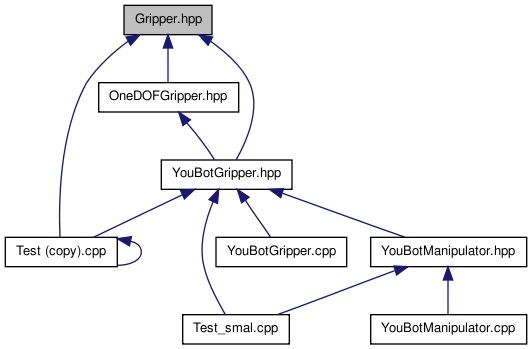 Gripper.hpp
OneDOFGripper.hpp
YouBotGripper.hpp
Test (copy).cpp
YouBotGripper.cpp
YouBotManipulator.hpp
Test_smal.cpp
YouBotManipulator.cpp